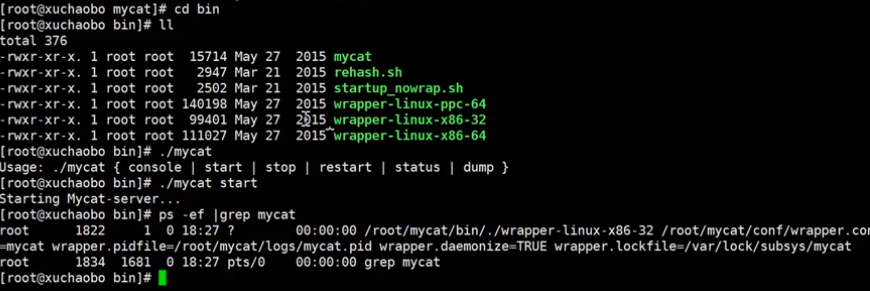 [root@xuchaobo mycat]# cd bin
[root@xuchaobo bin]# ll
total 376
-rwxr-xr-x. 1 root root  15714 May 27  2015 mycat
-rwxr-xr-x. 1 root root   2947 Mar 21  2015 rehash.sh
-rwxr-xr-x. 1 root root   2502 Mar 21  2015 startup_nowrap.sh
-rwxr-xr-x. 1 root root 140198 May 27  2015 wrapper-linux-ppc-64
-rwxr-xr-x. 1 root root  99401 May 27  2015 wrapper-linux-x86-32
-rwxr-xr-x. 1 root root 111027 May 27  2015 wrapper-linux-x86-64
[root@xuchaobo bin]# ./mycat
Usage: ./mycat { console | start | stop | restart | status | dump }
[root@xuchaobo bin]# ./mycat start
Starting Mycat-server...
[root@xuchaobo bin]# ps -ef |grep mycat
root      1822     1  0 18:27 ?        00:00:00 /root/mycat/bin/./wrapper-linux-x86-32 /root/mycat/conf/wrapper.con
=mycat wrapper.pidfile=/root/mycat/logs/mycat.pid wrapper.daemonize=TRUE wrapper.lockfile=/var/lock/subsys/mycat
root      1834  1681  0 18:27 pts/0    00:00:00 grep mycat
[root@xuchaobo bin]#